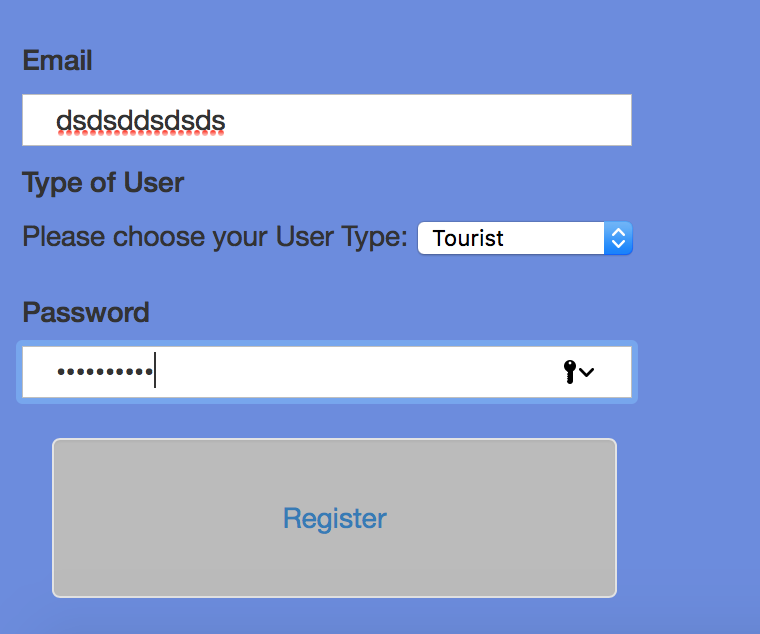 Email
dsdsddsdsds
Type of User
Please choose your User Type: Tourist
Password
••••••••••
Register